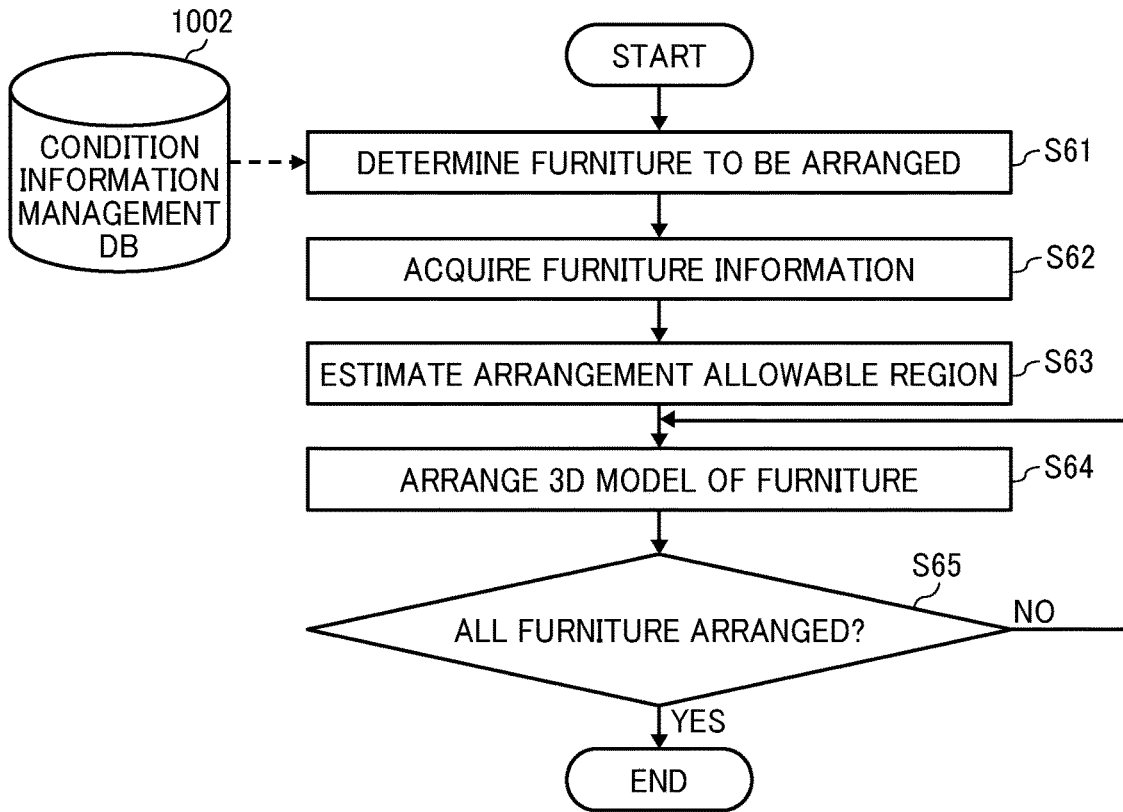 1002
CONDITION
INFORMATION
MANAGEMENT
DB
START
DETERMINE FURNITURE TO BE ARRANGED
S61
ACQUIRE FURNITURE INFORMATION
S62
ESTIMATE ARRANGEMENT ALLOWABLE REGION
S63
ARRANGE 3D MODEL OF FURNITURE
S64
S65
ALL FURNITURE ARRANGED?
NO
YES
END